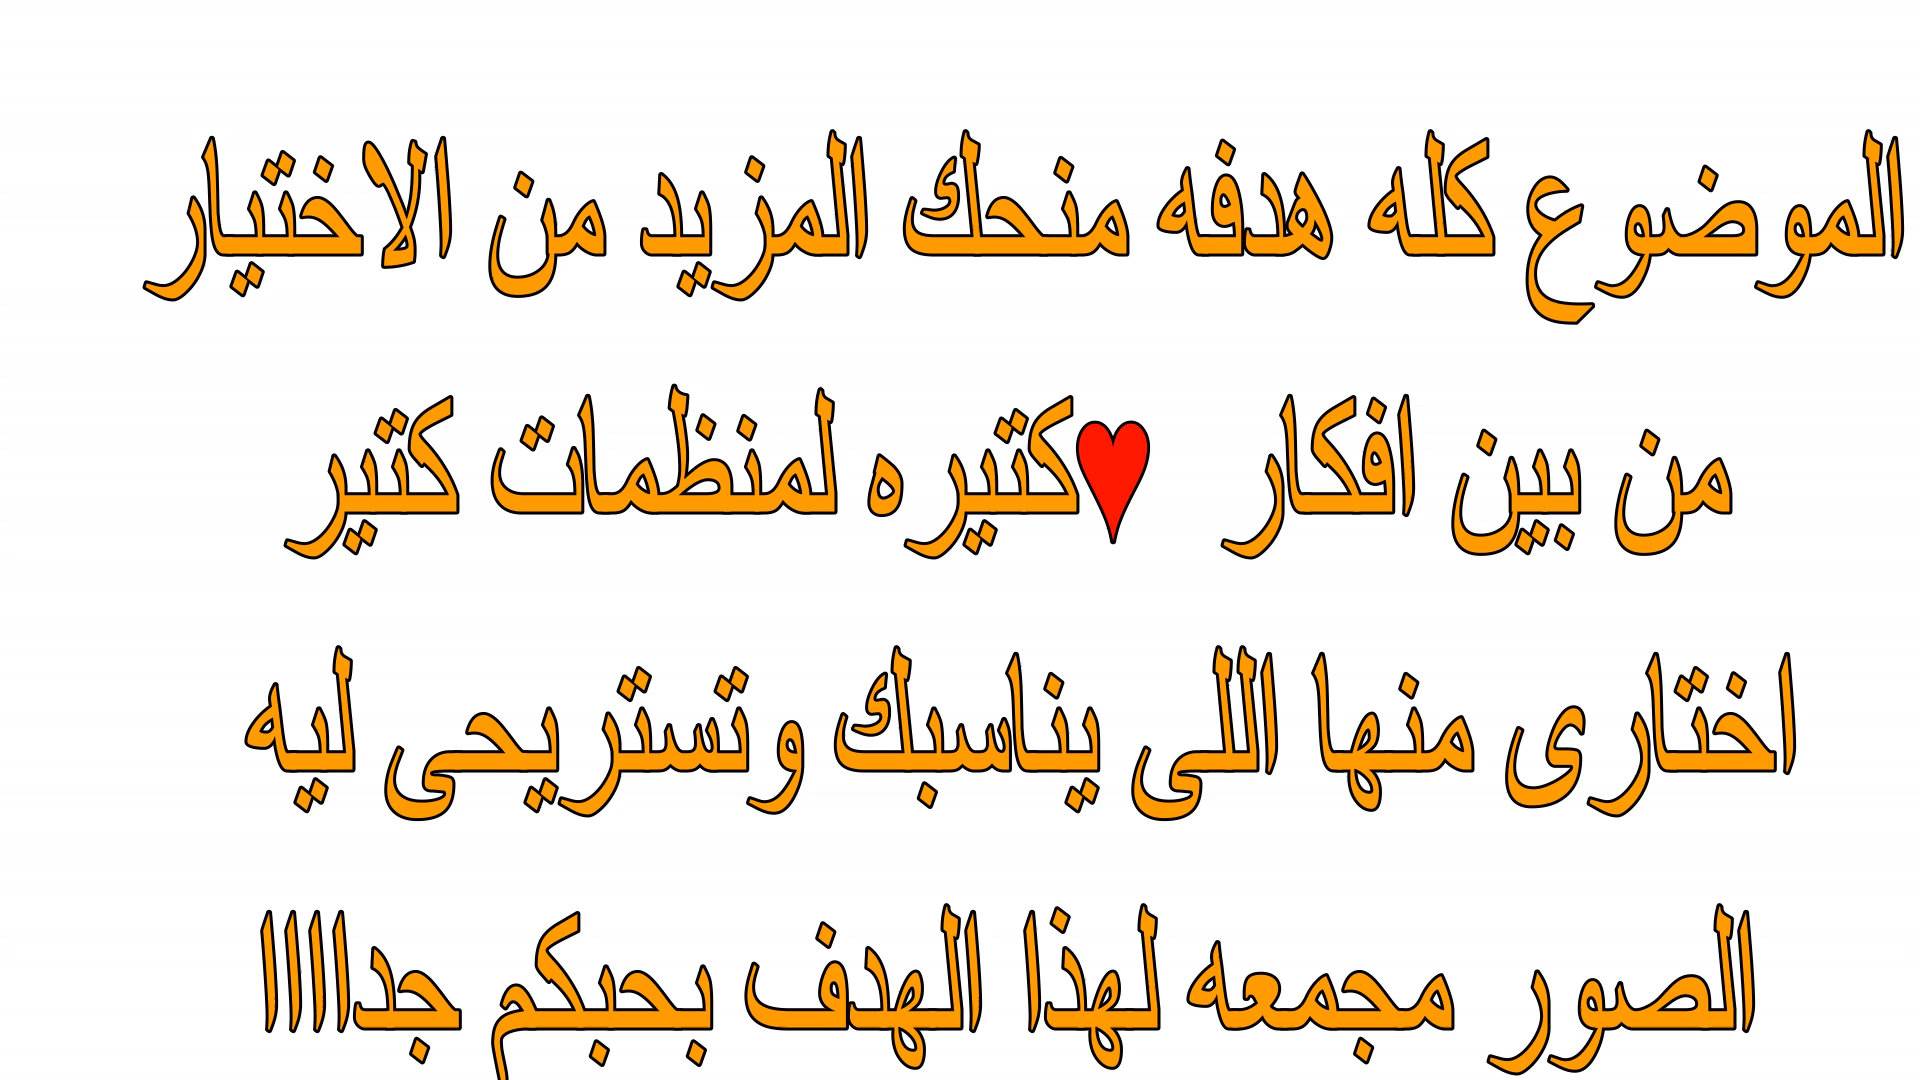 الموضوع كله هدفه منحك المزيد من الاختيار
من بين افكار ♥كتيره لمنظمات كتير
اختارى منها اللى يناسبك وتستريحى ليه
الصور مجمعه لهذا الهدف بحبكم جداااا